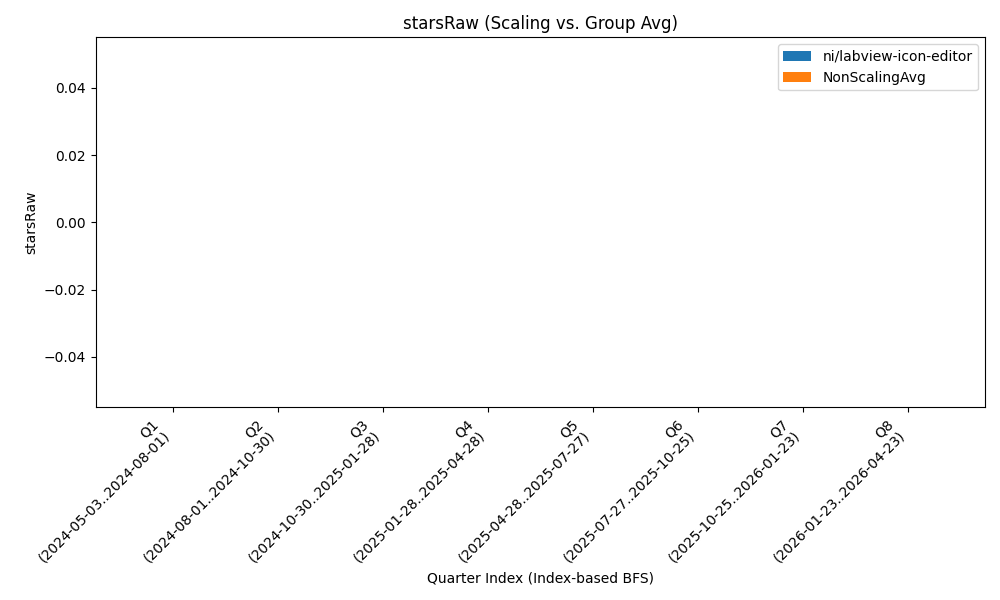 starsRaw (Scaling vs. Group Avg)
ni/labview-icon-editor
NonScalingAvg
starsRaw
0.04
0.02
0.00
−0.02
−0.04
Q1
(2024-05-03..2024-08-01)
Q2
(2024-08-01..2024-10-30)
Q3
(2024-10-30..2025-01-28)
Q4
(2025-01-28..2025-04-28)
Q5
(2025-04-28..2025-07-27)
Q6
(2025-07-27..2025-10-25)
Q7
(2025-10-25..2026-01-23)
Q8
(2026-01-23..2026-04-23)
Quarter Index (Index-based BFS)